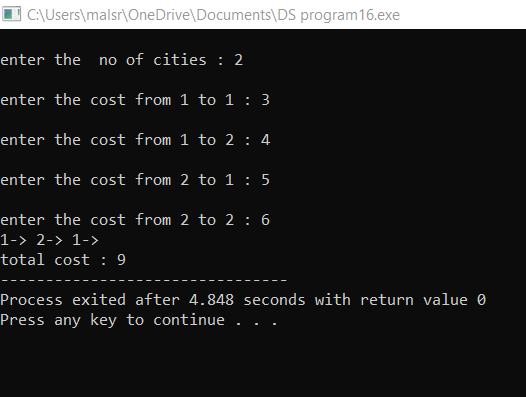 C:\Users\malsr\OneDrive\Documents\DS program16.exe
enter the  no of cities : 2
enter the cost from 1 to 1 : 3
enter the cost from 1 to 2 : 4
enter the cost from 2 to 1 : 5
enter the cost from 2 to 2 : 6
1-> 2-> 1->
total cost : 9
--------------------------------
Process exited after 4.848 seconds with return value 0
Press any key to continue . . .